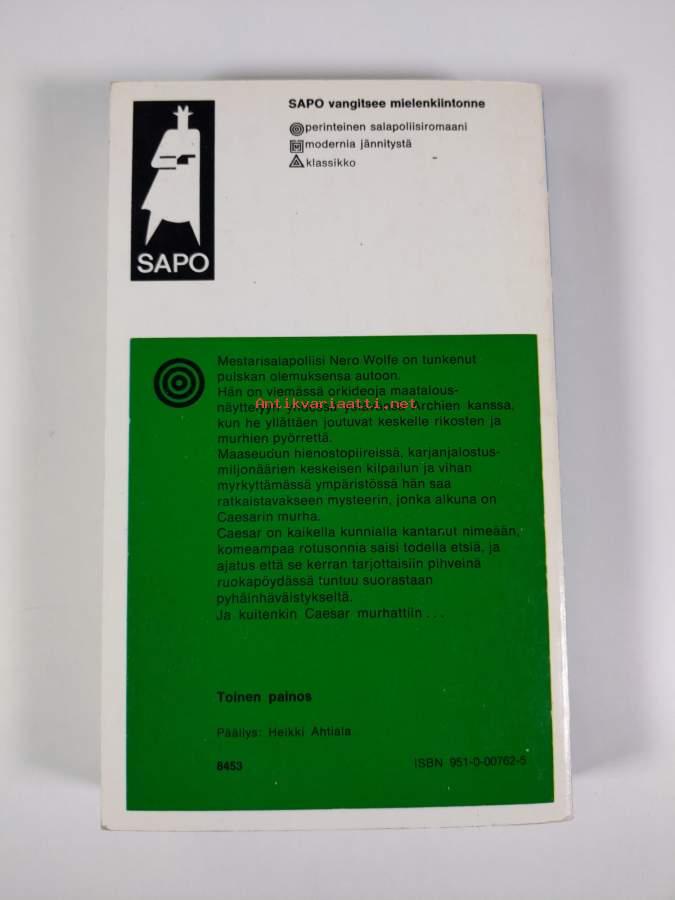 SAPO vangitsee mielenkiintonne
perinteinen salapoliisiromaani
M modernia jännitystä
klassikko
SAPO
Mestarisalapoliisi Nero Wolfe on tunkenut
puiskan olemuksensa autoon.
Hän on viemässä orkideoja maatalous-
Antikvariaatti.net
Archien kanssa,
kun he yllättäen joutuvat keskelle rikosten ja
murhien pyörrettä.
Maaseudun hienostopiireissä, karjanjalostus-
miljonäärien keskeisen kilpailun ja vihan
myrkyttämässä ympäristössä hän saa
ratkaistavakseen mysteerin, jonka alkuna on
Caesarin murha.
Caesar on kaikella kunnialla kantanut nimeään,
komeampaa rotusonnia saisi todella etsiä, ja
ajatus että se kerran tarjottaisiin pihveinä
ruokapöydässä tuntuu suorastaan
pyhäinhäväistykseltä.
Ja kuitenkin Caesar murhattiin...
Toinen painos
Päällys: Heikki Ahtiala
8453
ISBN 951-0-00762-5